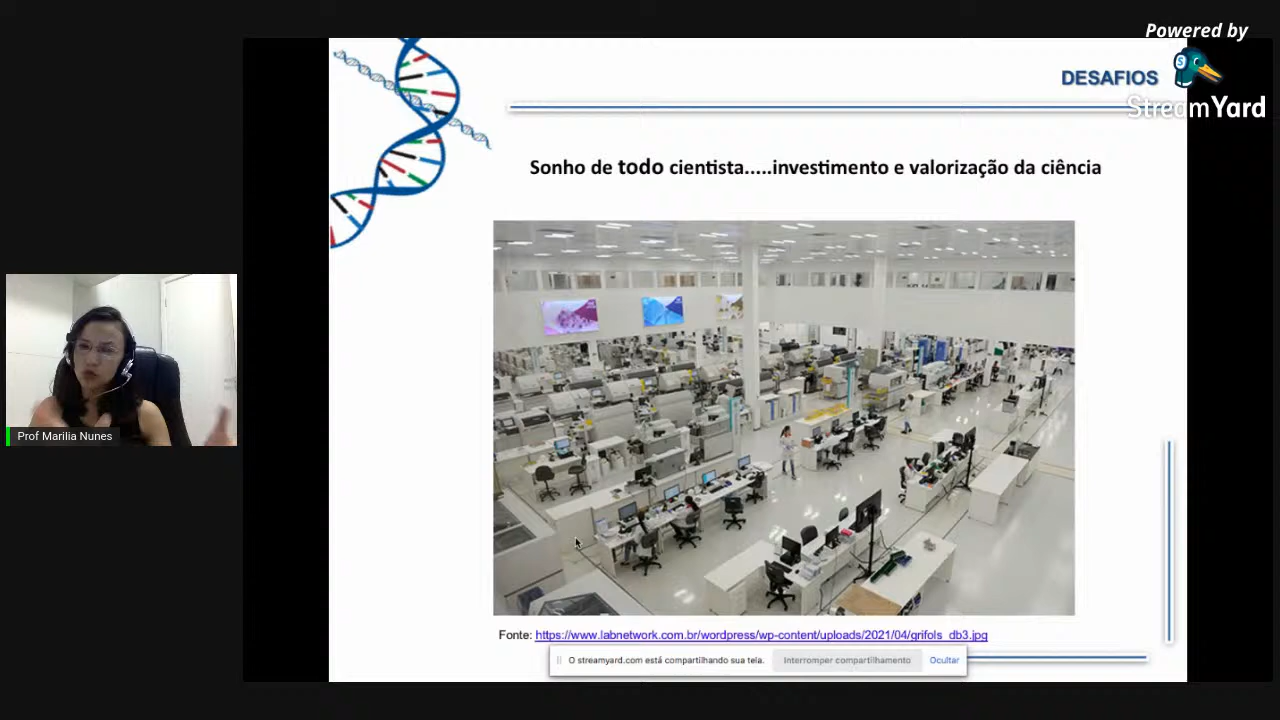 Powered by
StreamYard
DESAFIOS
Sonho de todo cientista.....investimento e valorização da ciência
Prof Marilia Nunes
Fonte: https://www.labnetwork.com.br/wordpress/wp-content/uploads/2021/04/grifols_db3.jpg
O streamyard.com está compartilhando sua tela.
Interromper compartilhamento
Ocultar